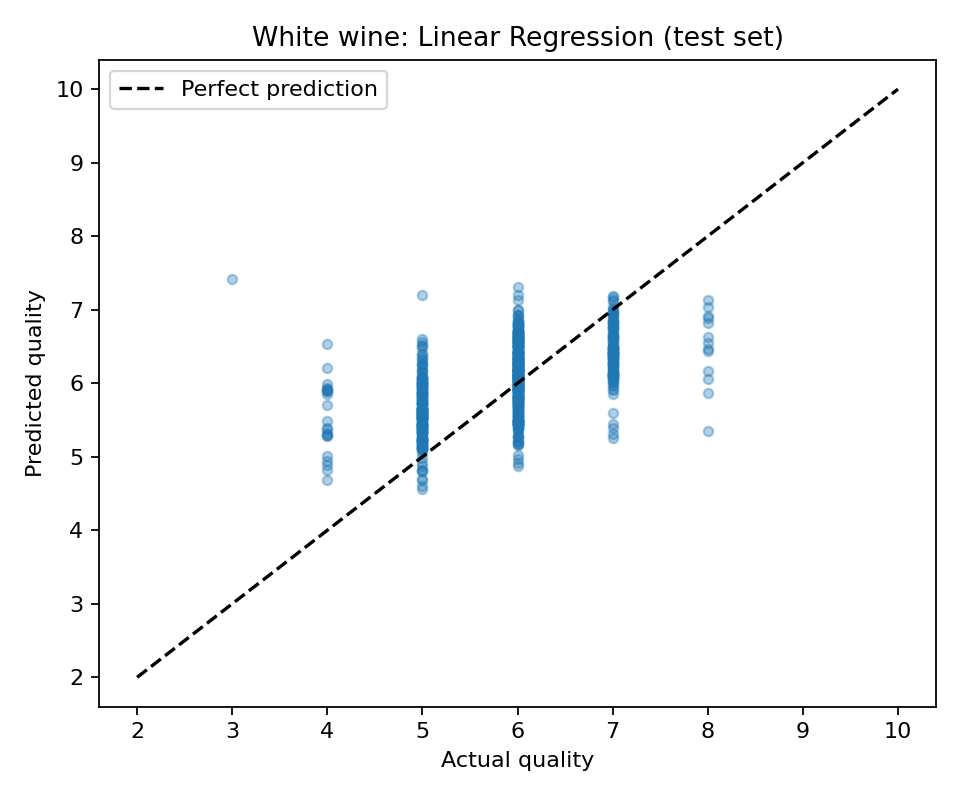 White wine: Linear Regression (test set)
Perfect prediction
10
9
8
7
6
5
4
3
2
Predicted quality
2 3 4 5 6 7 8 9 10
Actual quality